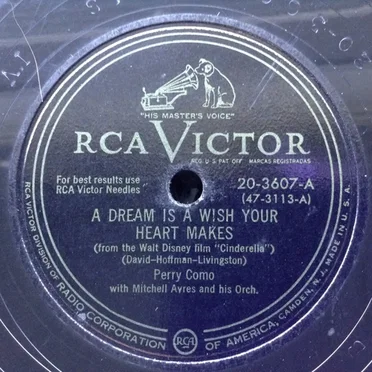 "HIS MASTER'S VOICE"
RCA VICTOR
REG. U.S. PAT. OFF. MARCAS REGISTRADAS
For best results use
RCA Victor Needles
20-3607-A
(47-3113-A)
A DREAM IS A WISH YOUR
HEART MAKES
(from the Walt Disney film "Cinderella")
(David-Hoffman-Livingston)
Perry Como
with Mitchell Ayres and his Orch.
RCA VICTOR DIVISION OF RADIO CORPORATION OF AMERICA, CAMDEN, N. J. MADE IN U. S. A.
RCA